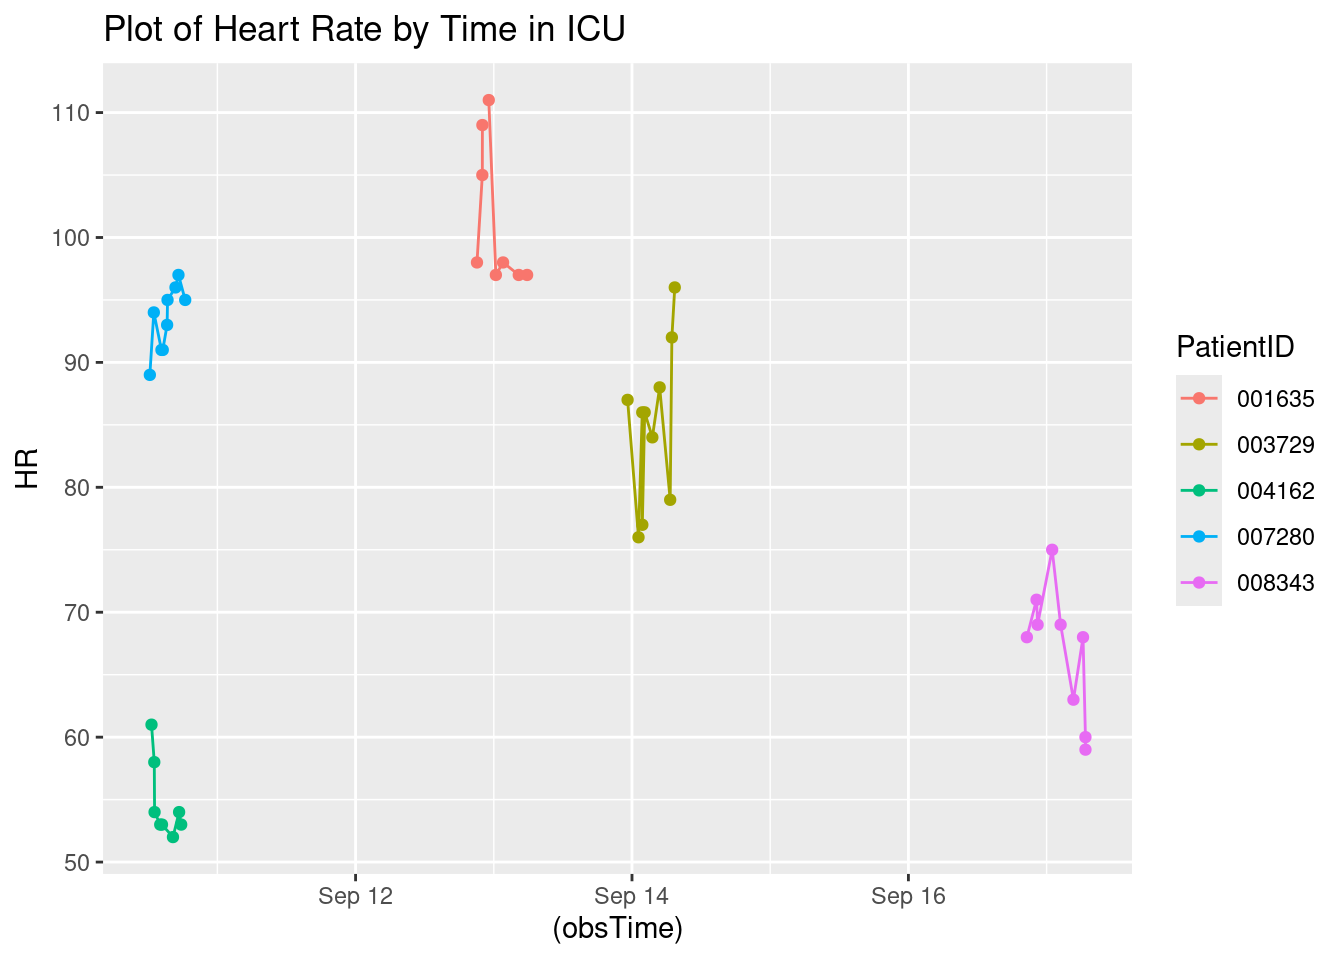 Plot of Heart Rate by Time in ICU
110
100
90
80
70
60
50
HR
Sep 12
Sep 14
Sep 16
(obsTime)
PatientID
001635
003729
004162
007280
008343